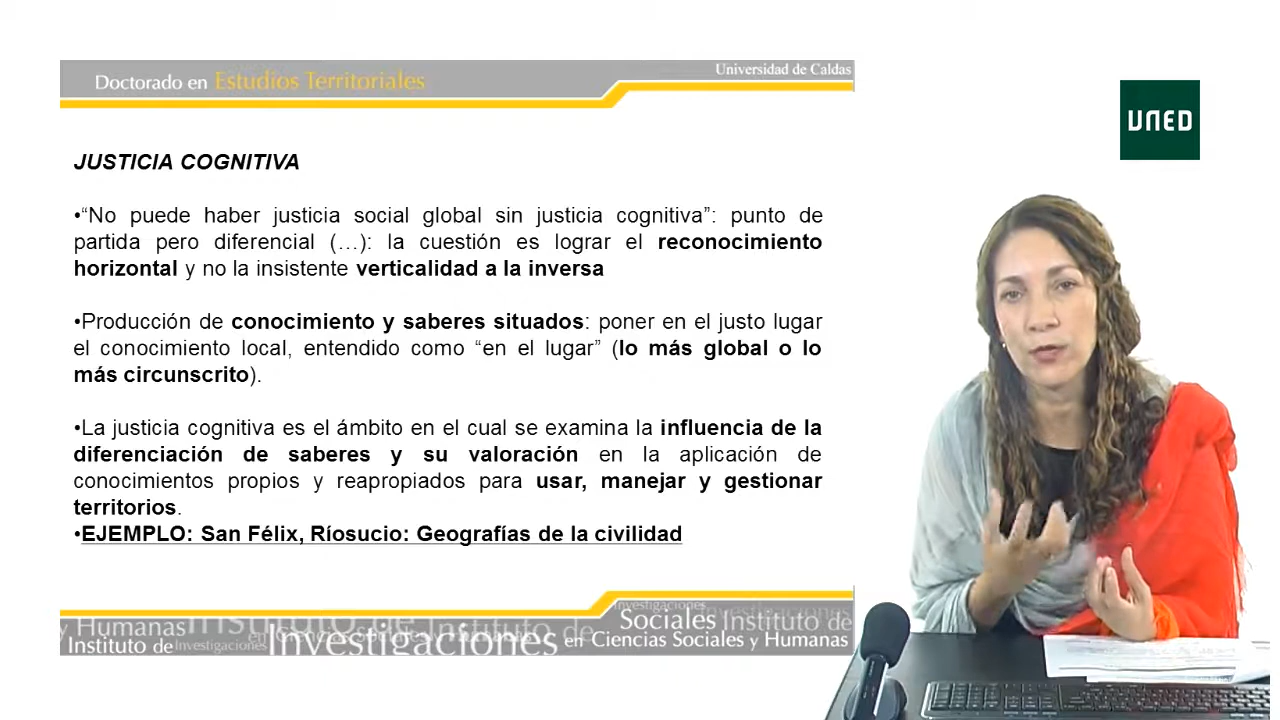 Universidad de Caldas
Doctorado en Estudios Territoriales
UNED
JUSTICIA COGNITIVA
•“No puede haber justicia social global sin justicia cognitiva”: punto de
partida pero diferencial (…): la cuestión es lograr el reconocimiento
horizontal y no la insistente verticalidad a la inversa
•Producción de conocimiento y saberes situados: poner en el justo lugar
el conocimiento local, entendido como “en el lugar” (lo más global o lo
más circunscrito).
•La justicia cognitiva es el ámbito en el cual se examina la influencia de la
diferenciación de saberes y su valoración en la aplicación de
conocimientos propios y reapropiados para usar, manejar y gestionar
territorios.
•EJEMPLO: San Félix, Ríosucio: Geografías de la civilidad
Investigaciones
y Humanas Instituto de Sociales Instituto de
Instituto de Investigaciones Investigaciones en Ciencias Sociales y Humanas